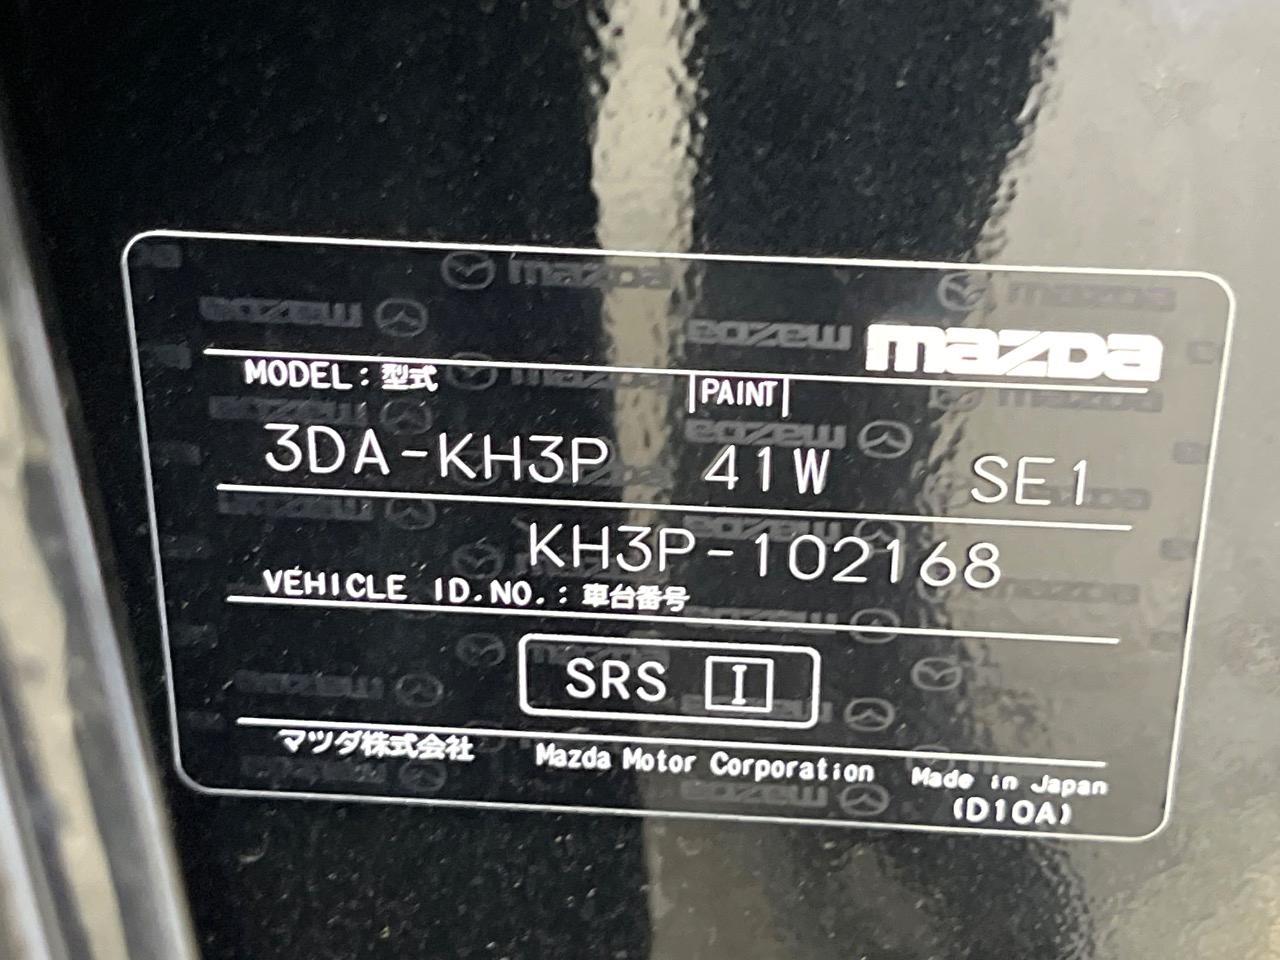 mazda
MODEL：型式
PAINT
3DA-KH3P 41W SE1
KH3P-102168
VEHICLE ID.NO.：車台番号
SRS I
マツダ株式会社 Mazda Motor Corporation Made in Japan
(D10A)